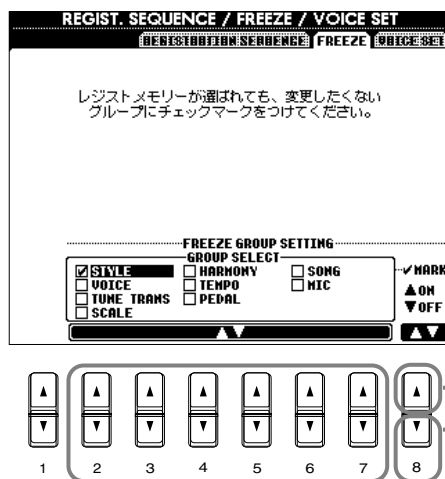 REGIST. SEQUENCE / FREEZE / VOICE SET
REGISTRATION SEQUENCE FREEZE VOICE SET
レジストメモリーが選ばれても、変更したくない
グループにチェックマークをつけてください。
FREEZE GROUP SETTING
GROUP SELECT
STYLE HARMONY SONG MARK
VOICE TEMPO MIC
TUNE TRANS PEDAL ▲ON
SCALE ▼OFF
1 2 3 4 5 6 7 8